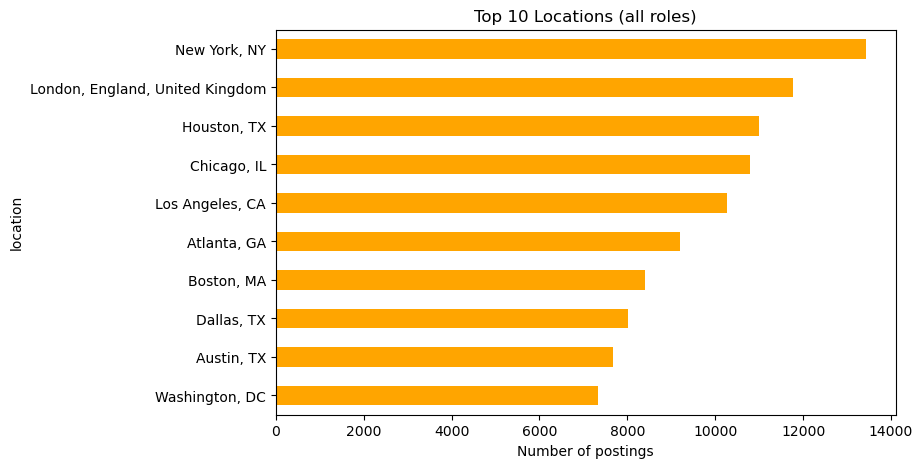 Top 10 Locations (all roles)
location
New York, NY
London, England, United Kingdom
Houston, TX
Chicago, IL
Los Angeles, CA
Atlanta, GA
Boston, MA
Dallas, TX
Austin, TX
Washington, DC
0 2000 4000 6000 8000 10000 12000 14000
Number of postings